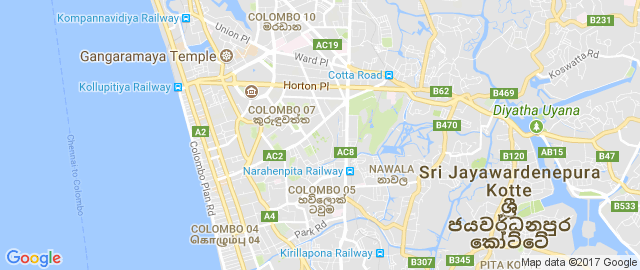 Kompannavidiya Railway
Union Pl
COLOMBO 10
මරදාන
AC19
Ward Pl
B240
B231
Koswatta Rd
Gangaramaya Temple
Kollupitiya Railway
Cotta Road
Horton Pl
B62
B469
COLOMBO 07
කුරුඳුවත්ත
Diyatha Uyana
B470
A2
Chennai to Colombo
Colombo Plan Rd
AC2
AC8
B120
AB15
B47
Narahenpita Railway
NAWALA
නාවල
Sri Jayawardenepura
Kotte
ශ්‍රී
ජයවර්ධනපුර
කෝට්ටේ
COLOMBO 05
හව්ලොක්
ටවුම
B533
A4
Park Rd
COLOMBO 04
கொழும்பு 04
Kirillapona Railway
B307
B345
PITA KO
Google
Map data ©2017 Google